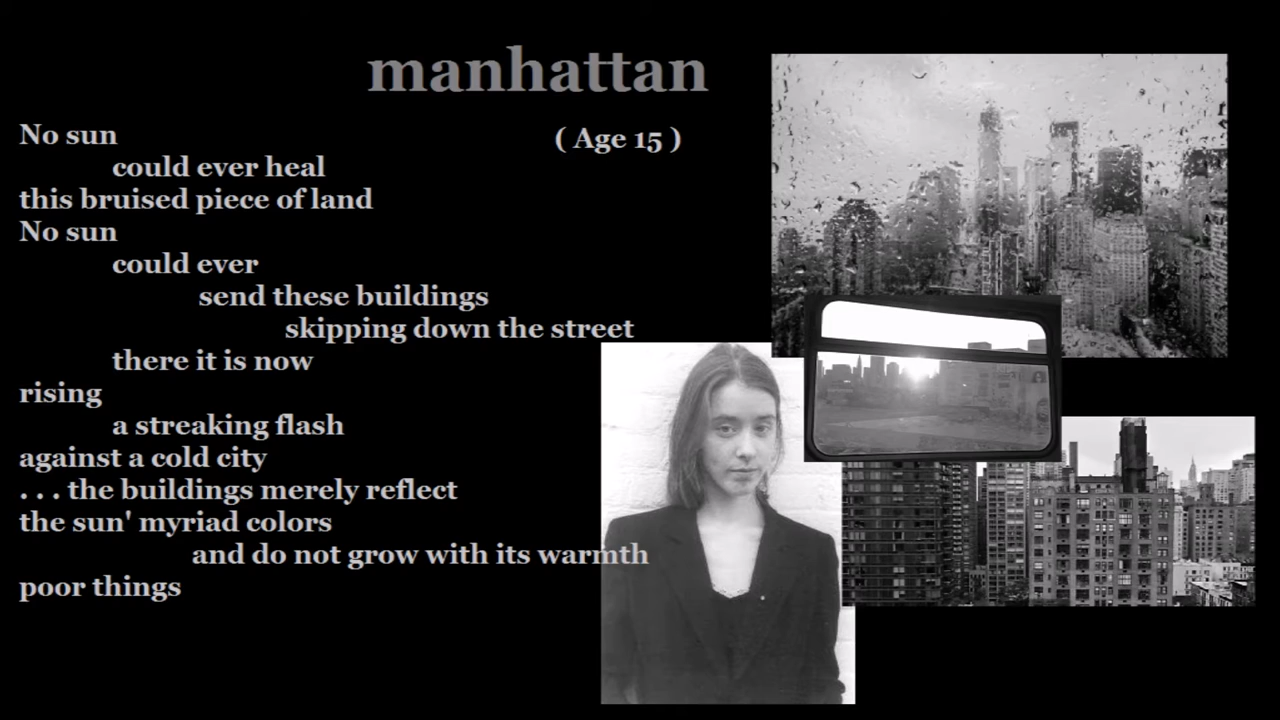 manhattan
( Age 15 )
No sun
could ever heal
this bruised piece of land
No sun
could ever
send these buildings
skipping down the street
there it is now
rising
a streaking flash
against a cold city
. . . the buildings merely reflect
the sun' myriad colors
and do not grow with its warmth
poor things